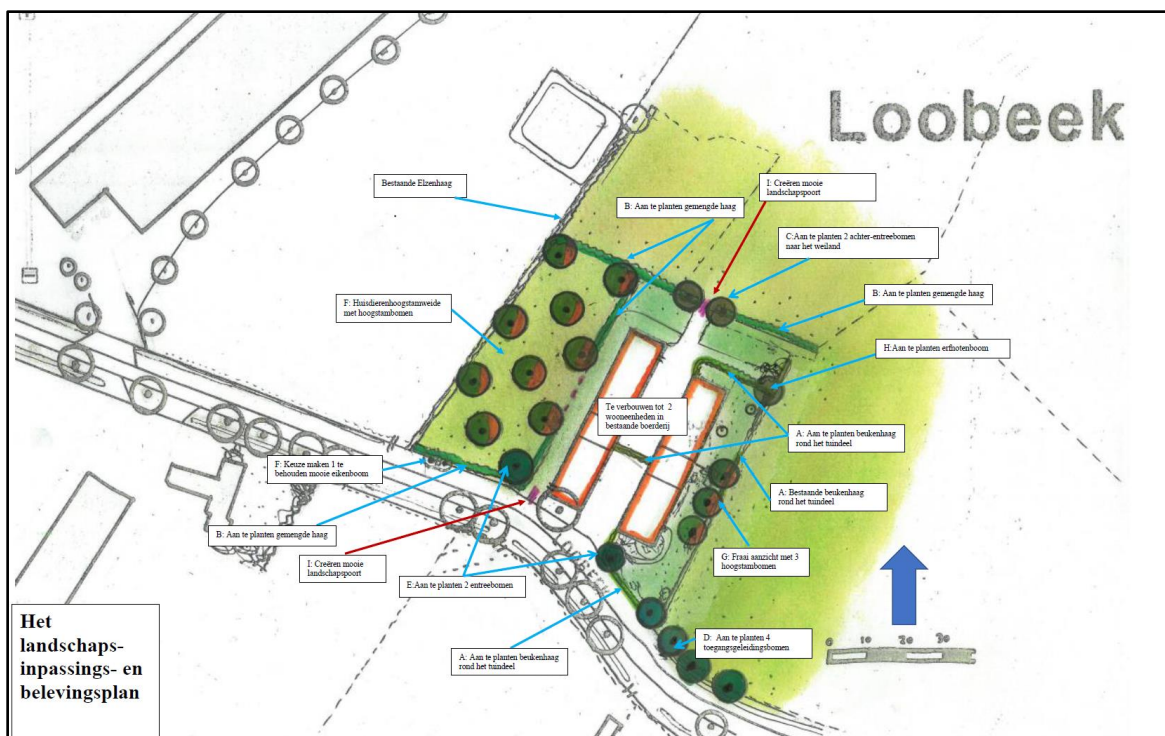 Loobeek
Bestaande Elzenhaag
I: Creëren mooie
landschapspoort
B: Aan te planten gemengde haag
C:Aan te planten 2 achter-entreebomen
naar het weiland
F: Huisdierenhoogstamweide
met hoogstambomen
B: Aan te planten gemengde haag
H:Aan te planten erfnotenboom
Te verbouwen tot 2
wooneenheden in
bestaande boerderij
A: Aan te planten beukenhaag
rond het tuindeel
F: Keuze maken 1 te
behouden mooie eikenboom
A: Bestaande beukenhaag
rond het tuindeel
B: Aan te planten gemengde haag
G: Fraai aanzicht met 3
hoogstambomen
I: Creëren mooie
landschapspoort
E:Aan te planten 2 entreebomen
Het
landschaps-
inpassings- en
belevingsplan
D: Aan te planten 4
toegangsgeleidingsbomen
A: Aan te planten beukenhaag
rond het tuindeel
0 10 20 30